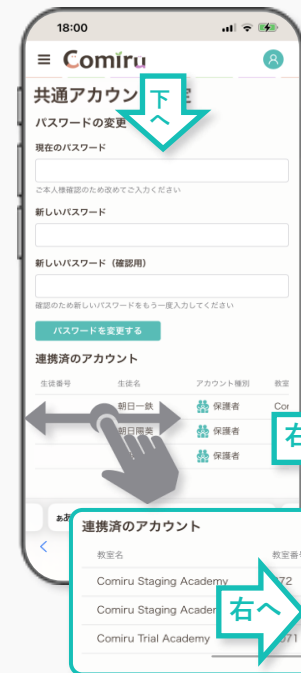 18:00
Comiru
共通アカウン
下
へ
パスワードの変更
現在のパスワード
ご本人様確認のため改めてご入力ください
新しいパスワード
新しいパスワード（確認用）
確認のため新しいパスワードをもう一度入力してください
パスワードを変更する
連携済のアカウント
生徒番号 生徒名 アカウント種別 教室
朝日一鉄 保護者
朝日陽葵 保護者
保護者
右
連携済のアカウント
教室名 教室番号
Comiru Staging Academy
Comiru Staging
Comiru Trial Academy
右へ